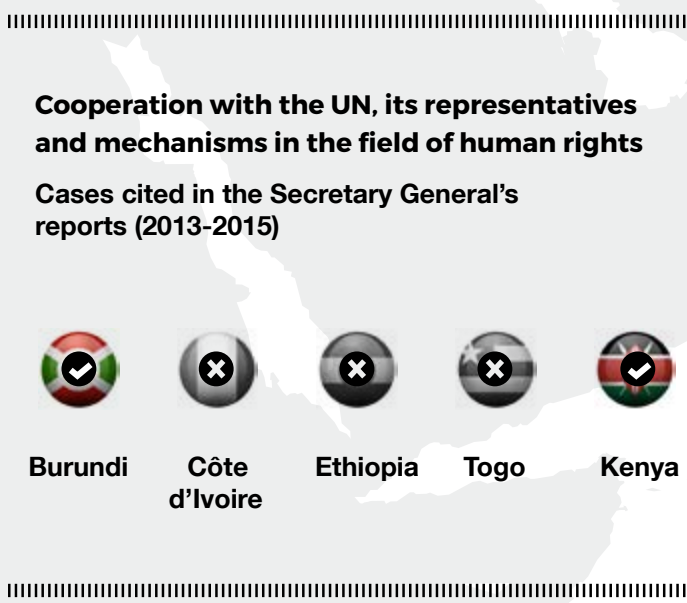 Cooperation with the UN, its representatives
and mechanisms in the field of human rights
Cases cited in the Secretary General’s
reports (2013-2015)
Burundi
Côte
d’Ivoire
Ethiopia
Togo
Kenya